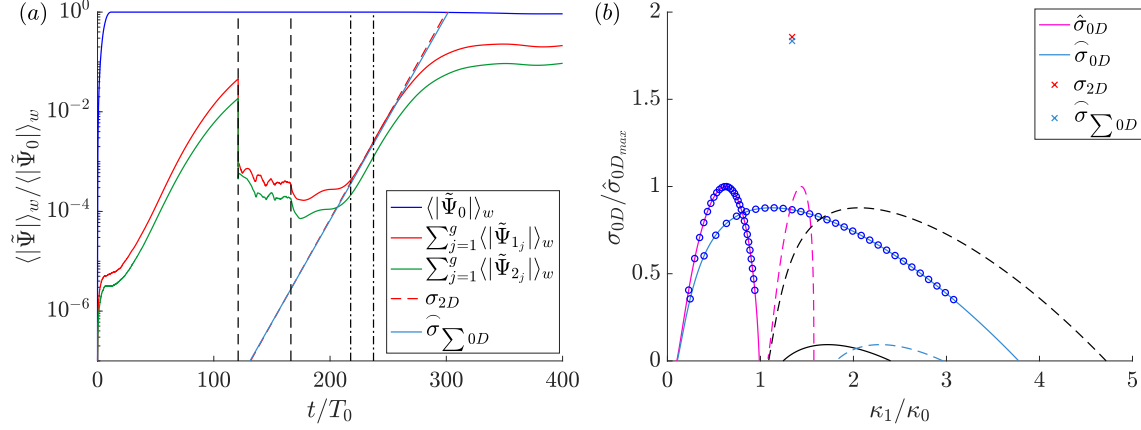 (a)
10^0
10^{-2}
10^{-4}
10^{-6}
⟨|Ψ̃|⟩_w/⟨|Ψ̃_0|⟩_w
0 100 200 300 400
t/T_0
⟨|Ψ̃_0|⟩_w
∑_{j=1}^{g}⟨|Ψ̃_{1_j}|⟩_w
∑_{j=1}^{g}⟨|Ψ̃_{2_j}|⟩_w
σ_{2D}
σ͡_{∑ 0D}
(b)
2
1.5
1
0.5
0
σ_{0D}/σ̂_{0D_{max}}
0 1 2 3 4 5
κ_1/κ_0
σ̂_{0D}
σ͡_{0D}
σ_{2D}
σ͡_{∑ 0D}